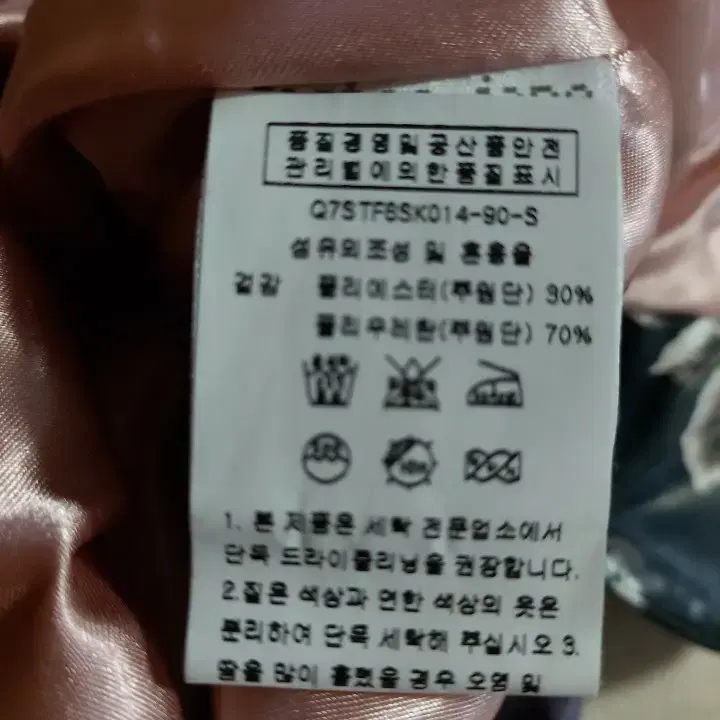 품질경영및공산품안전
관리법에의한품질표시
Q7STF6SK014-90-S
섬유의조성 및 혼용율
겉감 폴리에스터(주원단) 30%
폴리우레탄(주원단) 70%
1. 본 제품은 세탁 전문업소에서
단독 드라이클리닝을 권장합니다.
2.짙은 색상과 연한 색상의 옷은
분리하여 단독 세탁해 주십시오 3.
땀을 많이 흘렸을 경우 오염 및